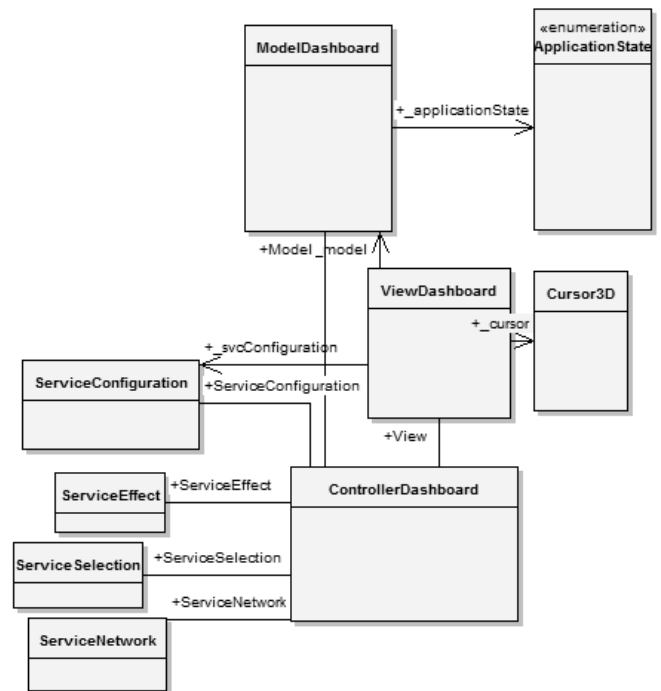 ModelDashboard
«enumeration»
ApplicationState
+_applicationState
+Model
_model
ViewDashboard
Cursor3D
+_cursor
+_svcConfiguration
ServiceConfiguration
+ServiceConfiguration
+View
ControllerDashboard
+ServiceEffect
ServiceEffect
+ServiceSelection
ServiceSelection
+ServiceNetwork
ServiceNetwork